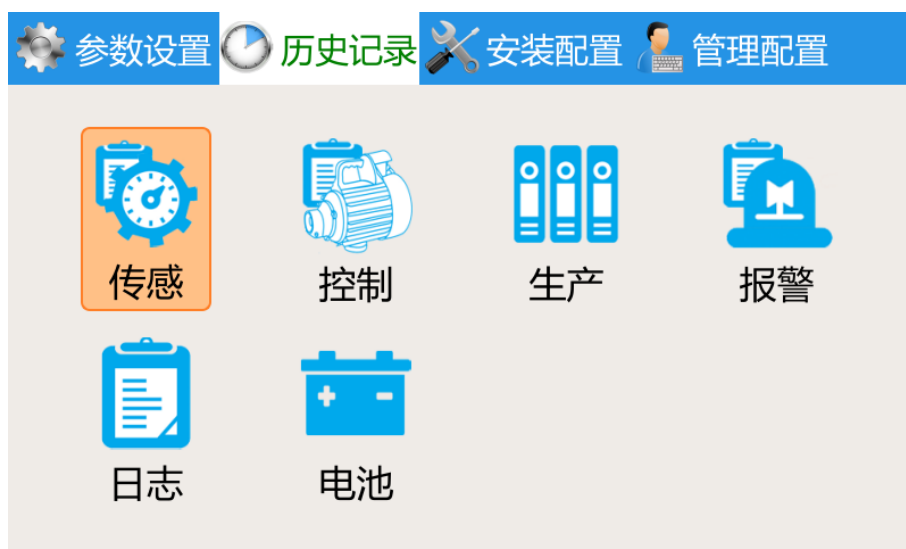 参数设置 历史记录 安装配置 管理配置
传感 控制 生产 报警
日志 电池